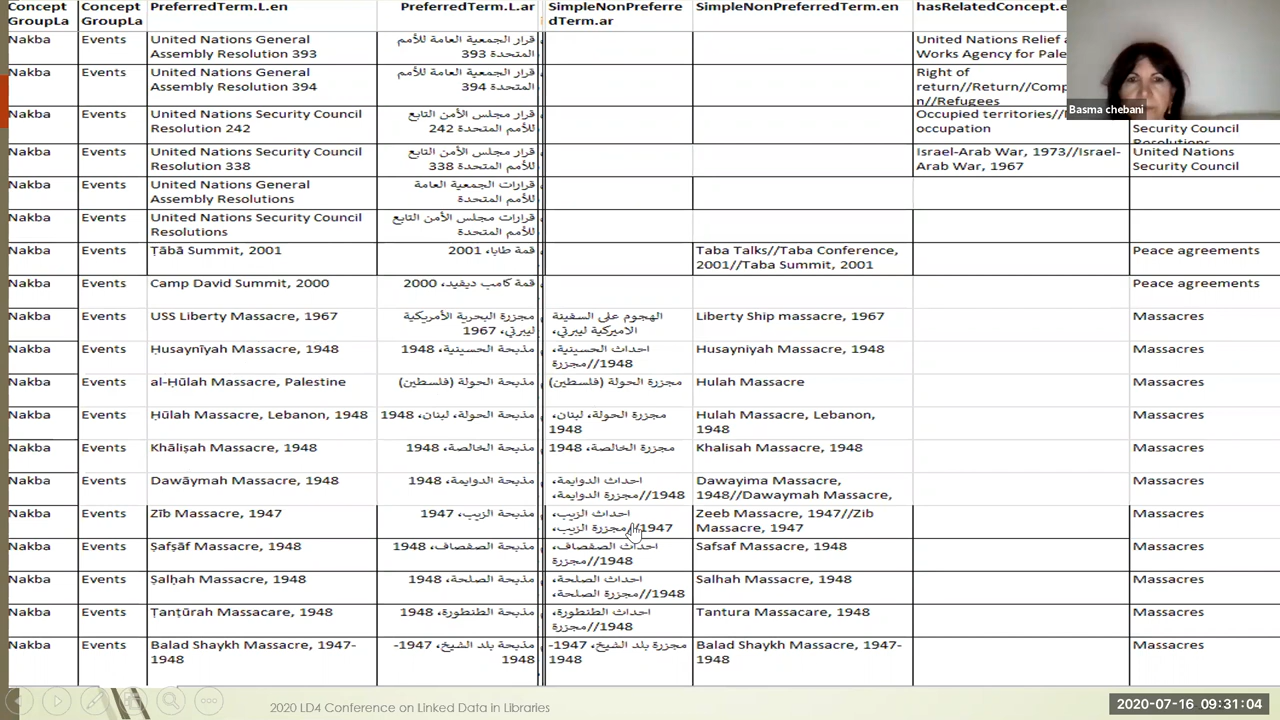 Concept GroupLa
Concept GroupLa
PreferredTerm.L.en
PreferredTerm.L.ar
SimpleNonPreferre
dTerm.ar
SimpleNonPreferredTerm.en
hasRelatedConcept.e
Nakba
Events
United Nations General
Assembly Resolution 393
قرار الجمعية العامة للأمم
المتحدة 393
United Nations Relief
Works Agency for Pale
Nakba
Events
United Nations General
Assembly Resolution 394
قرار الجمعية العامة للأمم
المتحدة 394
Right of
return//Return//Comp
n//Refugees
Basma chebani
Nakba
Events
United Nations Security Council
Resolution 242
قرار مجلس الأمن التابع
للأمم المتحدة 242
Occupied territories//
occupation
Security Council
Resolutions
Nakba
Events
United Nations Security Council
Resolution 338
قرار مجلس الأمن التابع
للأمم المتحدة 338
Israel-Arab War, 1973//Israel-
Arab War, 1967
United Nations
Security Council
Nakba
Events
United Nations General
Assembly Resolutions
قرارات الجمعية العامة
للأمم المتحدة
Nakba
Events
United Nations Security Council
Resolutions
قرارات مجلس الأمن التابع
للأمم المتحدة
Nakba
Events
Ṭābā Summit, 2001
قمة طابا، 2001
Taba Talks//Taba Conference,
2001//Taba Summit, 2001
Peace agreements
Nakba
Events
Camp David Summit, 2000
قمة كامب ديفيد، 2000
Peace agreements
Nakba
Events
USS Liberty Massacre, 1967
مجزرة البحرية الأمريكية
ليبرتي، 1967
الهجوم على السفينة
الاميركية ليبرتي،
Liberty Ship massacre, 1967
Massacres
Nakba
Events
Ḥusaynīyah Massacre, 1948
مذبحة الحسينية، 1948
احداث الحسينية،
1948//مجزرة
Husayniyah Massacre, 1948
Massacres
Nakba
Events
al-Ḥūlah Massacre, Palestine
مذبحة الحولة (فلسطين)
مجزرة الحولة (فلسطين)
Hulah Massacre
Massacres
Nakba
Events
Ḥūlah Massacre, Lebanon, 1948
مذبحة الحولة، لبنان، 1948
مجزرة الحولة، لبنان،
1948
Hulah Massacre, Lebanon,
1948
Massacres
Nakba
Events
Khāliṣah Massacre, 1948
مذبحة الخالصة، 1948
مجزرة الخالصة، 1948
Khalisah Massacre, 1948
Massacres
Nakba
Events
Dawāymah Massacre, 1948
مذبحة الدوايمة، 1948
احداث الدوايمة،
1948//مجزرة الدوايمة،
Dawayima Massacre,
1948//Dawaymah Massacre,
Massacres
Nakba
Events
Zīb Massacre, 1947
مذبحة الزيب، 1947
احداث الزيب،
1947//مجزرة الزيب،
Zeeb Massacre, 1947//Zib
Massacre, 1947
Massacres
Nakba
Events
Ṣafṣāf Massacre, 1948
مذبحة الصفصاف، 1948
احداث الصفصاف،
1948//مجزرة
Safsaf Massacre, 1948
Massacres
Nakba
Events
Ṣalḥah Massacre, 1948
مذبحة الصلحة، 1948
احداث الصلحة،
1948//مجزرة الصلحة،
Salhah Massacre, 1948
Massacres
Nakba
Events
Ṭanṭūrah Massacare, 1948
مذبحة الطنطورة، 1948
احداث الطنطورة،
1948//مجزرة
Tantura Massacare, 1948
Massacres
Nakba
Events
Balad Shaykh Massacre, 1947-
1948
مذبحة بلد الشيخ، 1947-
1948
مجزرة بلد الشيخ، 1947-
1948
Balad Shaykh Massacre, 1947-
1948
Massacres
2020 LD4 Conference on Linked Data in Libraries
2020-07-16 09:31:04